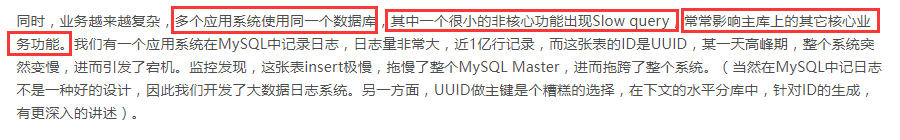 同时，业务越来越复杂，多个应用系统使用同一个数据库，其中一个很小的非核心功能出现Slow query，常常影响主库上的其它核心业
务功能。我们有一个应用系统在MySQL中记录日志，日志量非常大，近1亿行记录，而这张表的ID是UUID，某一天高峰期，整个系统突
然变慢，进而引发了宕机。监控发现，这张表insert极慢，拖慢了整个MySQL Master，进而拖跨了整个系统。（当然在MySQL中记日志
不是一种好的设计，因此我们开发了大数据日志系统。另一方面，UUID做主键是个糟糕的选择，在下文的水平分库中，针对ID的生成，
有更深入的讲述）。